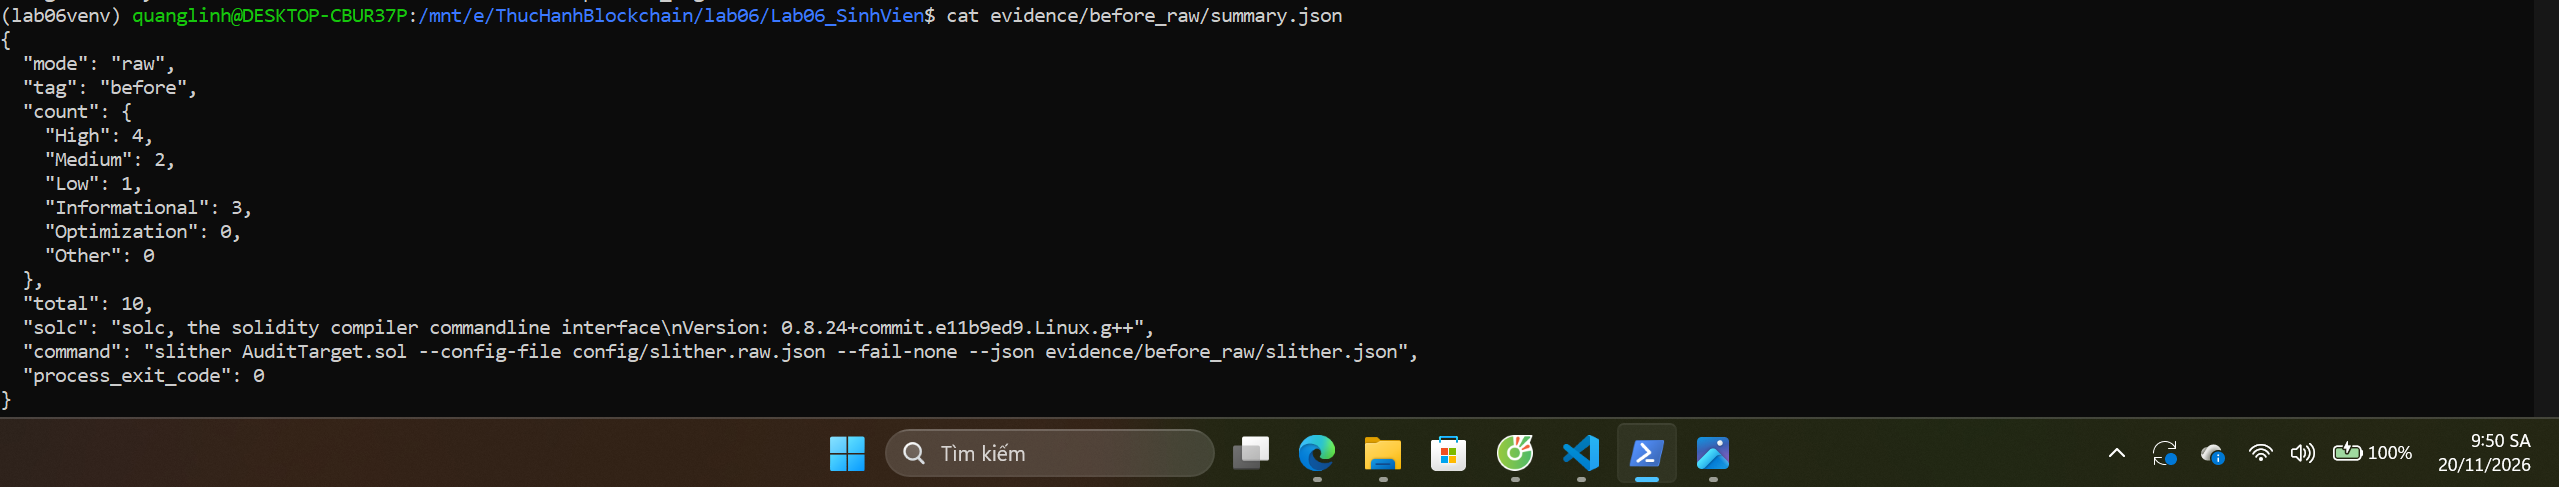 (lab06venv) quanglinh@DESKTOP-CBUR37P:/mnt/e/ThucHanhBlockchain/lab06/Lab06_SinhVien$ cat evidence/before_raw/summary.json
{
  "mode": "raw",
  "tag": "before",
  "count": {
    "High": 4,
    "Medium": 2,
    "Low": 1,
    "Informational": 3,
    "Optimization": 0,
    "Other": 0
  },
  "total": 10,
  "solc": "solc, the solidity compiler commandline interface\nVersion: 0.8.24+commit.e11b9ed9.Linux.g++",
  "command": "slither AuditTarget.sol --config-file config/slither.raw.json --fail-none --json evidence/before_raw/slither.json",
  "process_exit_code": 0
}
Tìm kiếm
100%
9:50 SA
20/11/2026